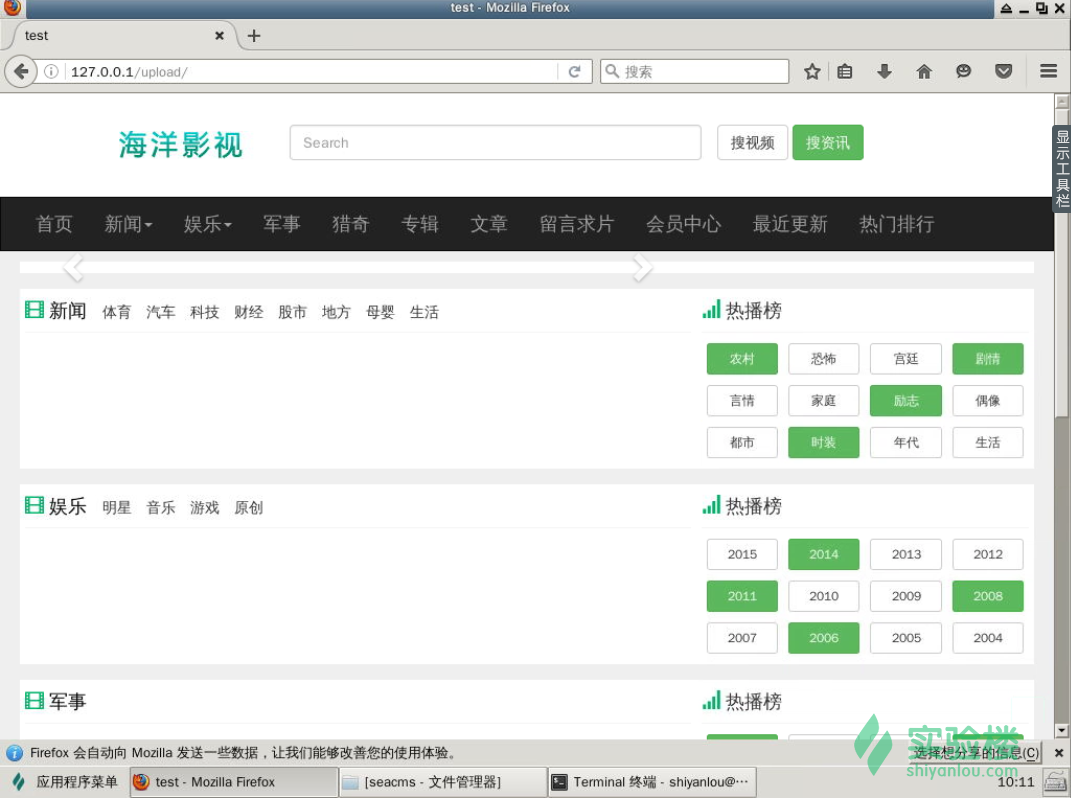 test - Mozilla Firefox
test
127.0.0.1/upload/ 搜索
显示工具栏
海洋影视 Search 搜视频 搜资讯
首页 新闻 娱乐 军事 猎奇 专辑 文章 留言求片 会员中心 最近更新 热门排行
新闻 体育 汽车 科技 财经 股市 地方 母婴 生活
热播榜
农村 恐怖 宫廷 剧情
言情 家庭 励志 偶像
都市 时装 年代 生活
娱乐 明星 音乐 游戏 原创
热播榜
2015 2014 2013 2012
2011 2010 2009 2008
2007 2006 2005 2004
军事
热播榜
实验楼
shiyanlou.com
Firefox 会自动向 Mozilla 发送一些数据，让我们能够改善您的使用体验。 选择想分享的信息(C)
应用程序菜单 test - Mozilla Firefox [seacms - 文件管理器] Terminal 终端 - shiyanlou@··· 10:11